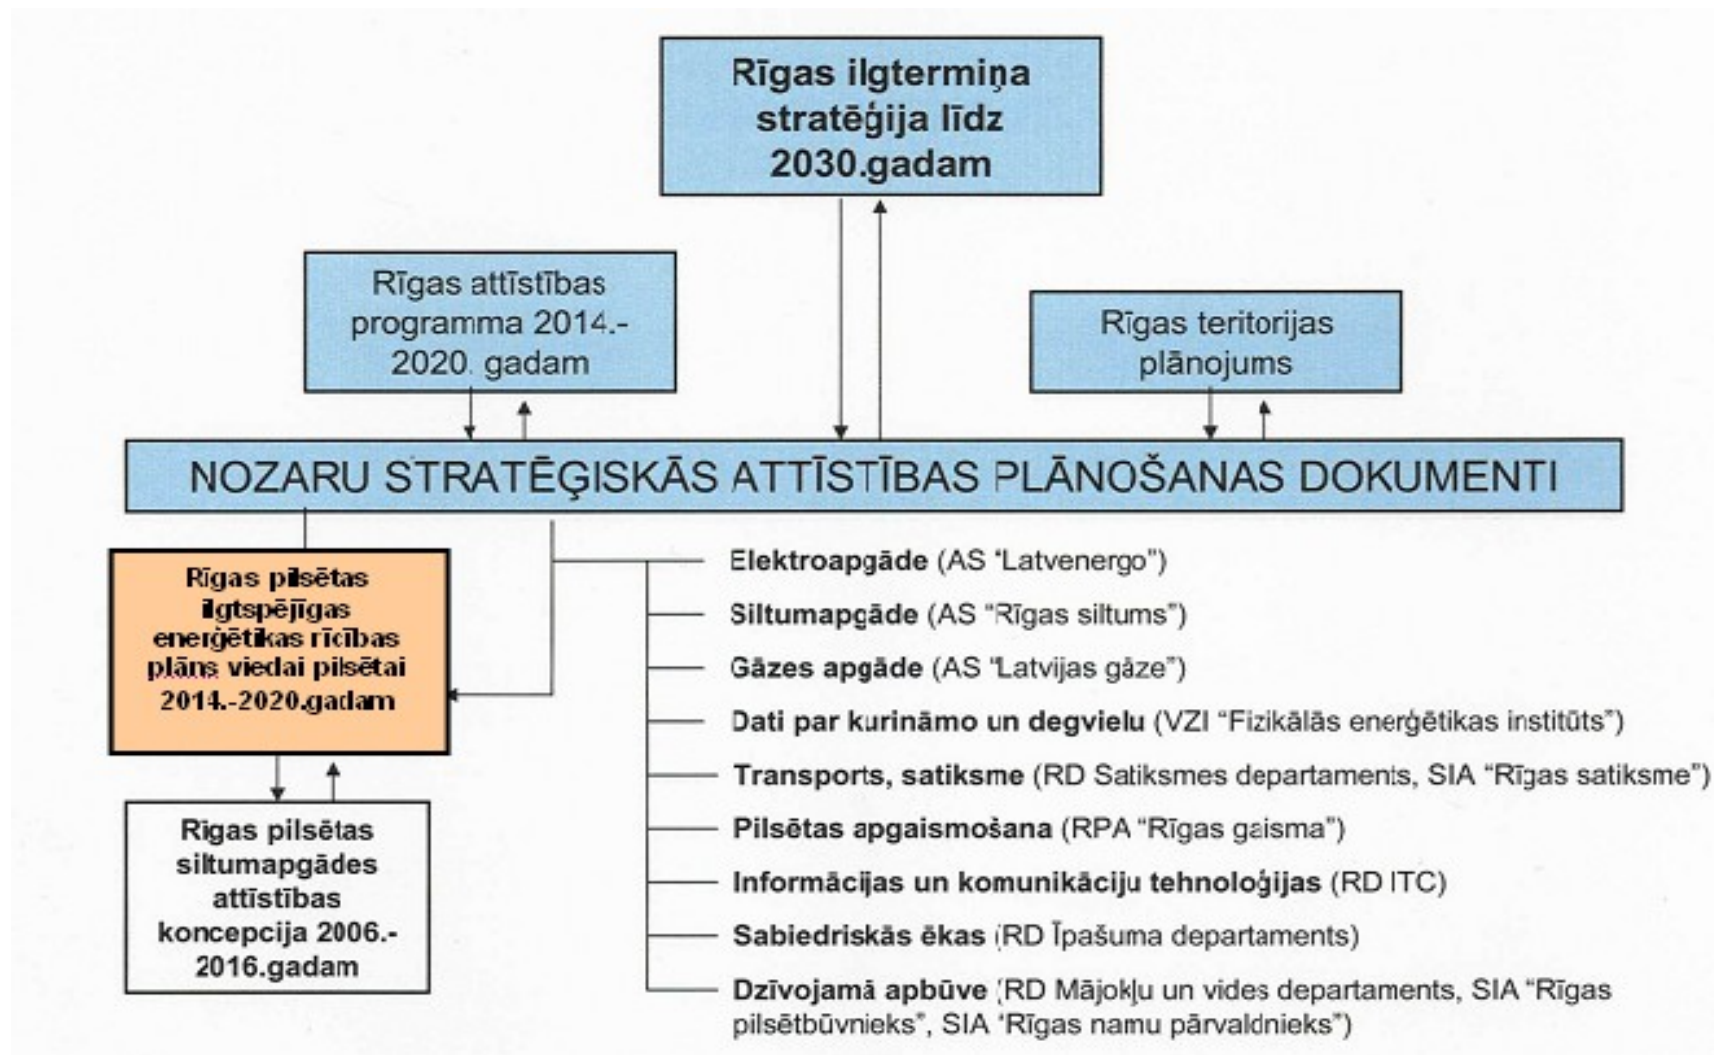 Rīgas ilgtermiņa
stratēģija līdz
2030.gadam
Rīgas attīstības
programma 2014.-
2020. gadam
Rīgas teritorijas
plānojums
NOZARU STRATĒĢISKĀS ATTĪSTĪBAS PLĀNOŠANAS DOKUMENTI
Rīgas pilsētas
ilgtspējīgas
enerģētikas rīcības
plāns viedai pilsētai
2014.-2020.gadam
Rīgas pilsētas
siltumapgādes
attīstības
koncepcija 2006.-
2016.gadam
Elektroapgāde (AS “Latvenergo”)
Siltumapgāde (AS “Rīgas siltums”)
Gāzes apgāde (AS “Latvijas gāze”)
Dati par kurināmo un degvielu (VZI “Fizikālās enerģētikas institūts”)
Transports, satiksme (RD Satiksmes departaments, SIA “Rīgas satiksme”)
Pilsētas apgaismošana (RPA “Rīgas gaisma”)
Informācijas un komunikāciju tehnoloģijas (RD ITC)
Sabiedriskās ēkas (RD Īpašuma departaments)
Dzīvojamā apbūve (RD Mājokļu un vides departaments, SIA “Rīgas
pilsētbūvnieks”, SIA “Rīgas namu pārvaldnieks”)